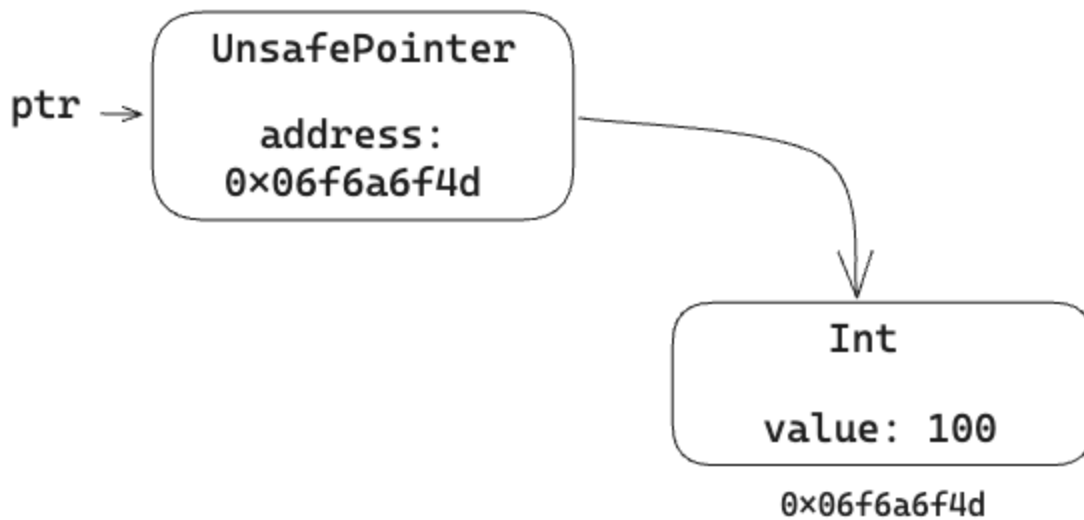 UnsafePointer
ptr
address:
0×06f6a6f4d
Int
value: 100
0×06f6a6f4d